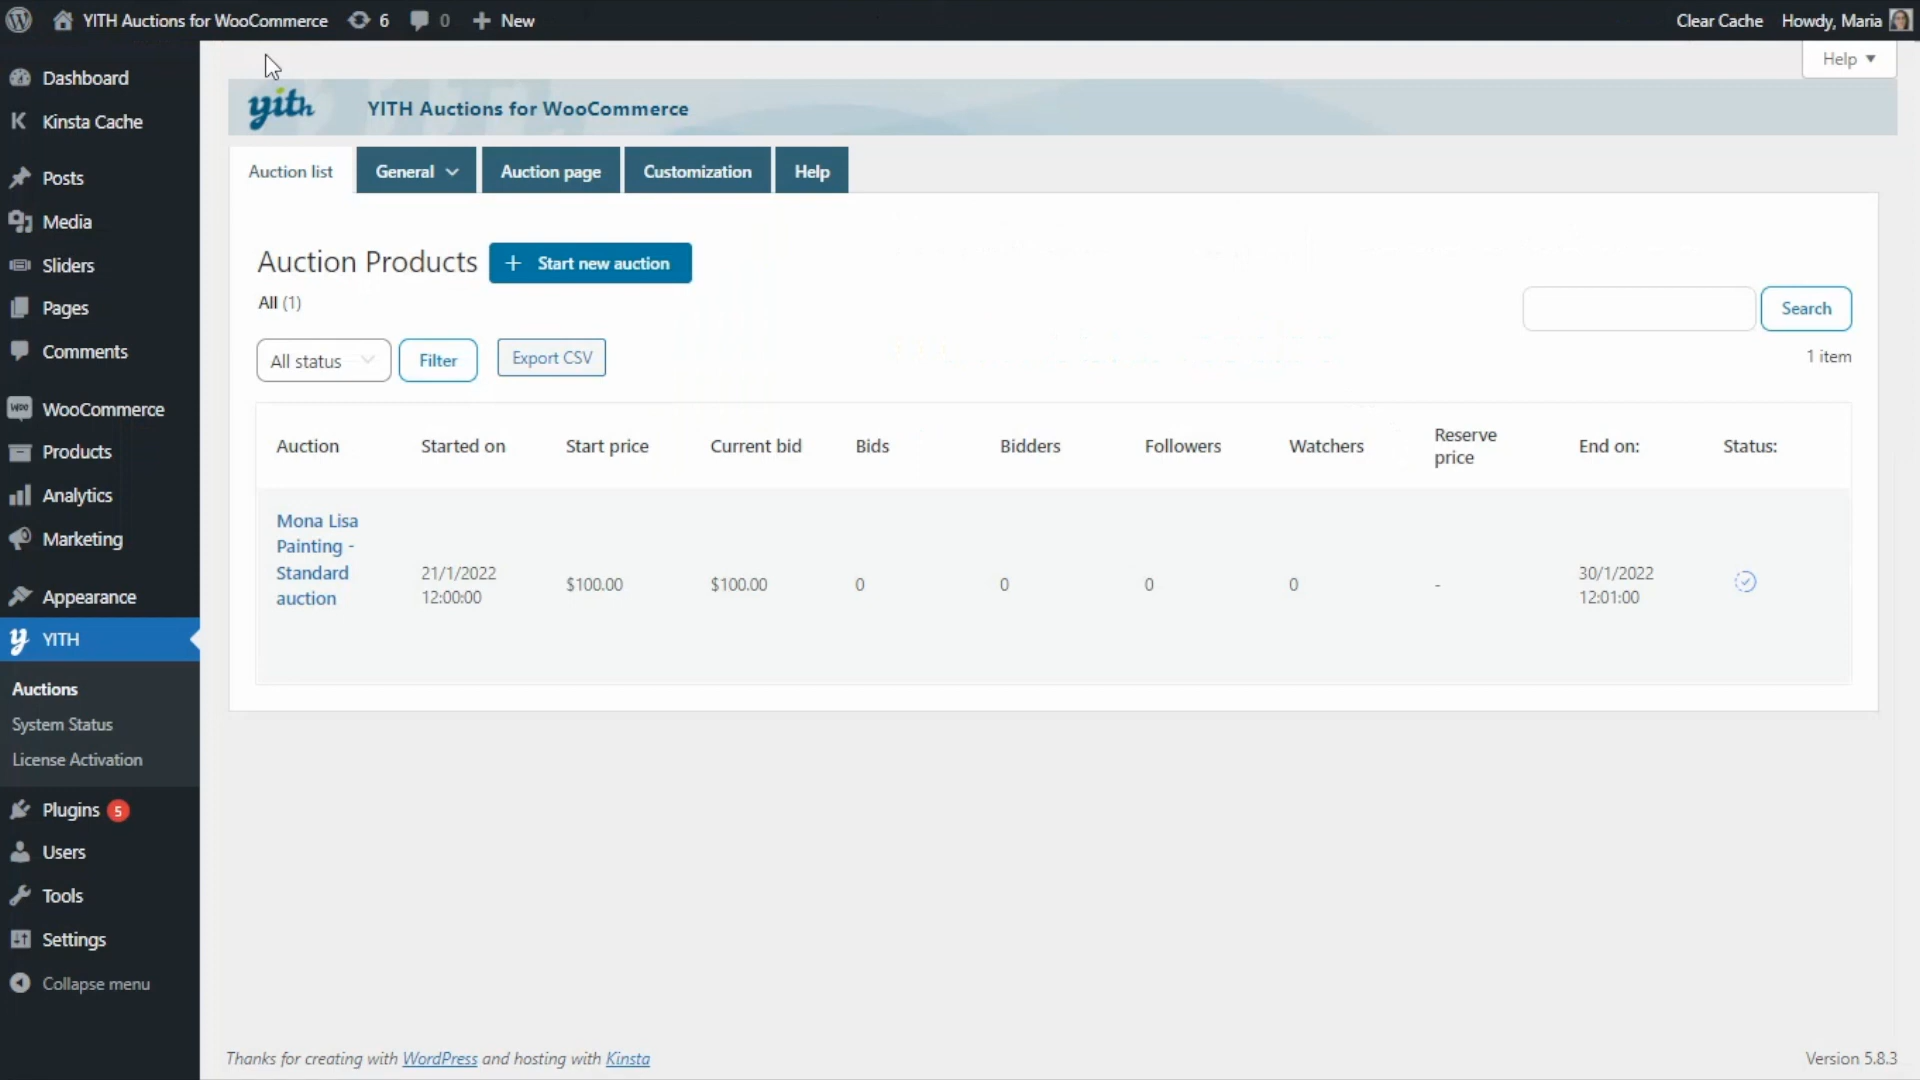 YITH Auctions for WooCommerce 6 0 New Clear Cache Howdy, Maria
Help
Dashboard
Kinsta Cache
Posts
Media
Sliders
Pages
Comments
WooCommerce
Products
Analytics
Marketing
Appearance
YITH
Auctions
System Status
License Activation
Plugins 5
Users
Tools
Settings
Collapse menu
yith YITH Auctions for WooCommerce
Auction list General Auction page Customization Help
Auction Products + Start new auction
All (1)
Search
All status Filter Export CSV 1 item
Auction Started on Start price Current bid Bids Bidders Followers Watchers Reserve price End on: Status:
Mona Lisa
Painting -
Standard
auction
21/1/2022
12:00:00
$100.00 $100.00 0 0 0 0 -
30/1/2022
12:01:00
Thanks for creating with WordPress and hosting with Kinsta Version 5.8.3